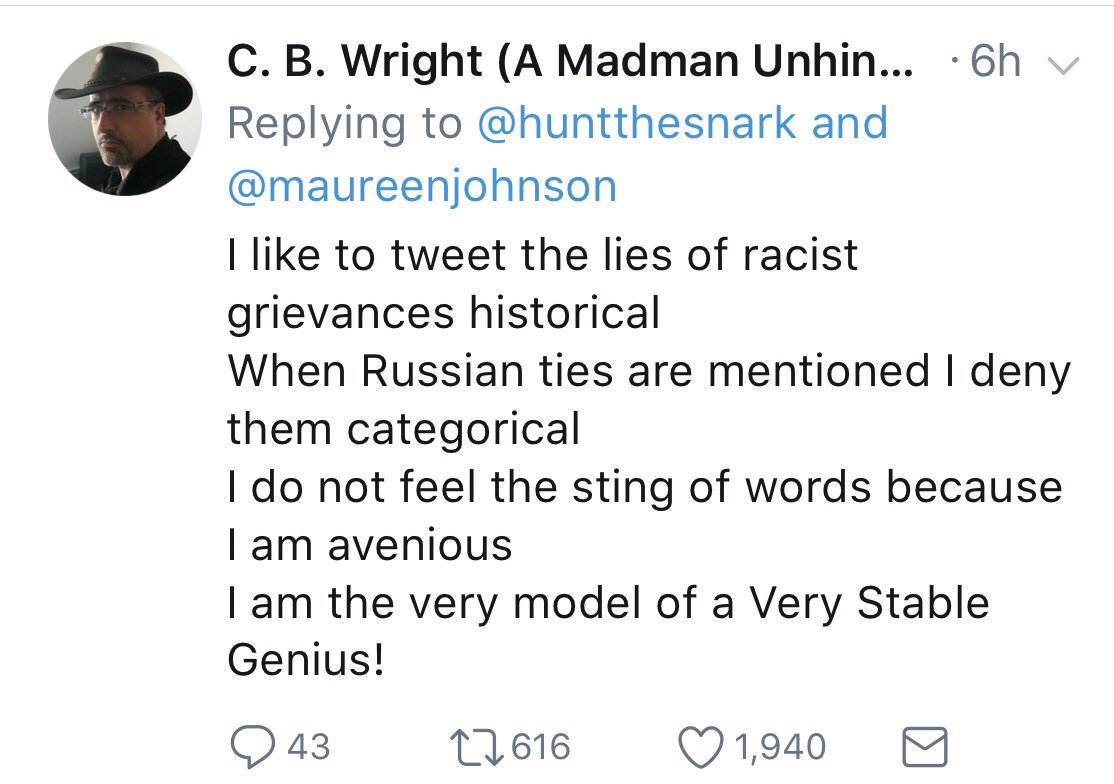 C. B. Wright (A Madman Unhin... · 6h
Replying to @huntthesnark and
@maureenjohnson
I like to tweet the lies of racist
grievances historical
When Russian ties are mentioned I deny
them categorical
I do not feel the sting of words because
I am avenious
I am the very model of a Very Stable
Genius!
43 616 1,940